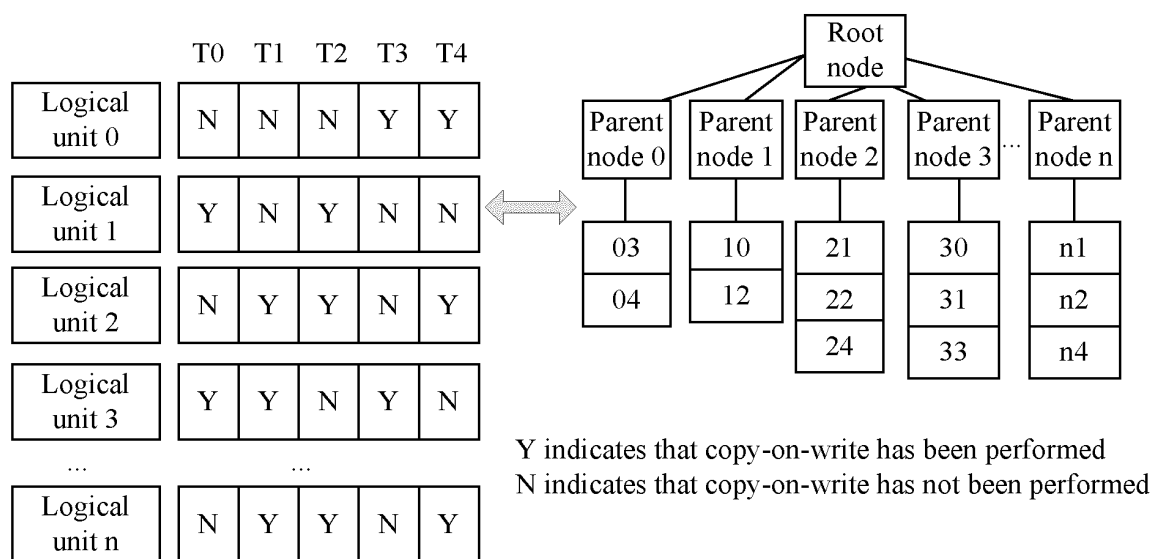 T0 T1 T2 T3 T4
Logical unit 0 N N N Y Y
Logical unit 1 Y N Y N N
Logical unit 2 N Y Y N Y
Logical unit 3 Y Y N Y N
... ...
Logical unit n N Y Y N Y
Root node
Parent node 0 Parent node 1 Parent node 2 Parent node 3 ... Parent node n
03 10 21 30 n1
04 12 22 31 n2
24 33 n4
Y indicates that copy-on-write has been performed
N indicates that copy-on-write has not been performed